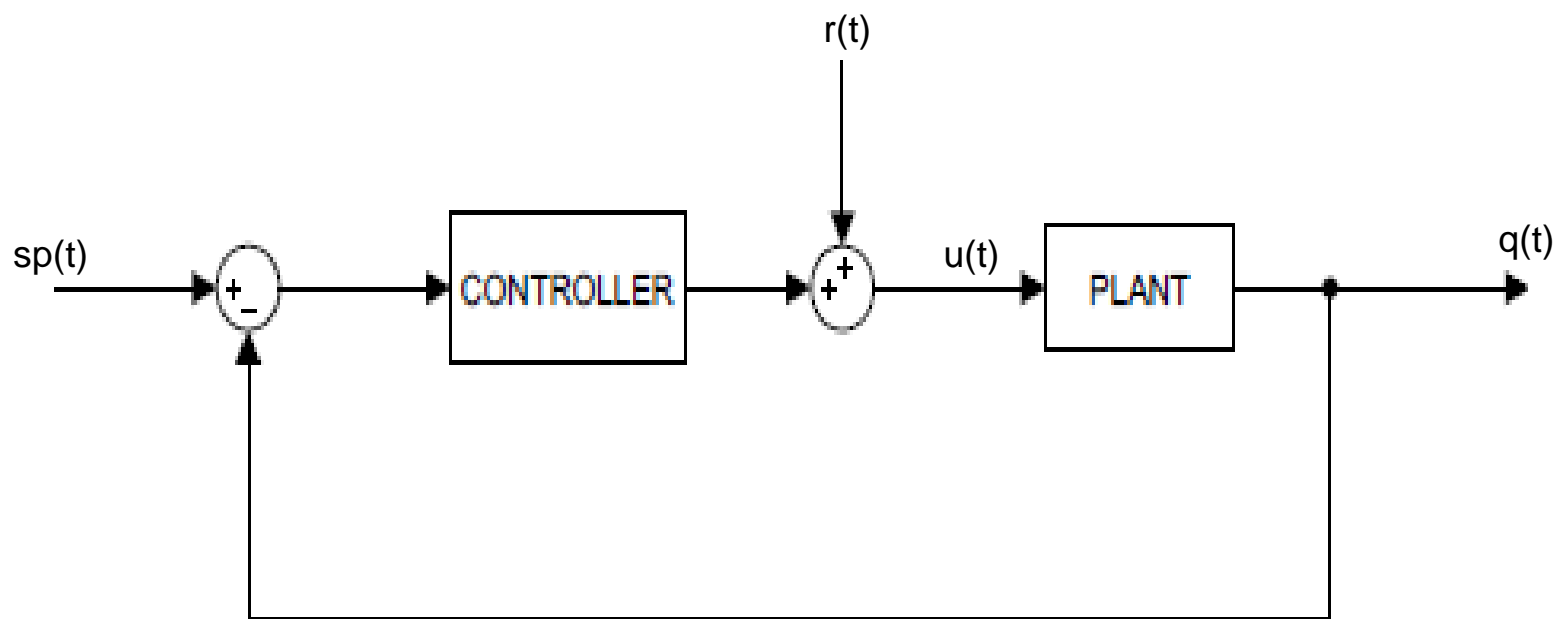 r(t)
sp(t)
+
−
CONTROLLER
+
+
u(t)
PLANT
q(t)